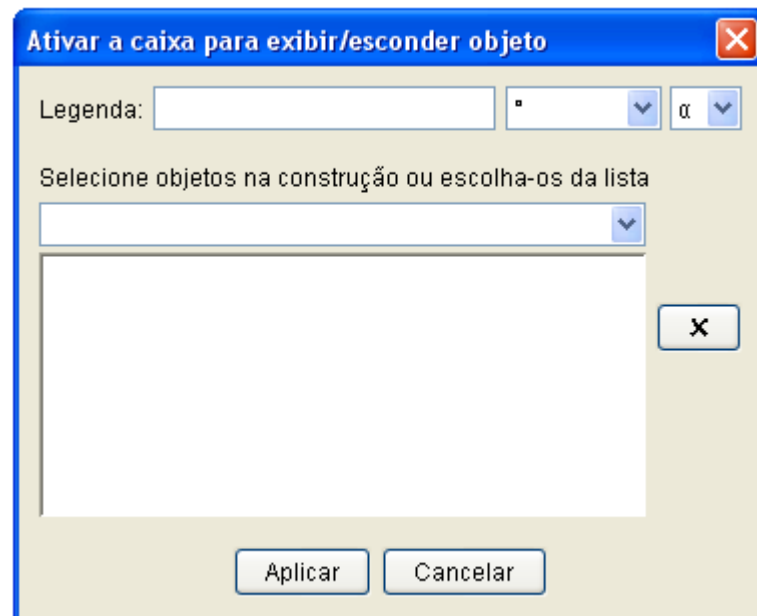 Ativar a caixa para exibir/esconder objeto
Legenda: ° α
Selecione objetos na construção ou escolha-os da lista
x
Aplicar Cancelar